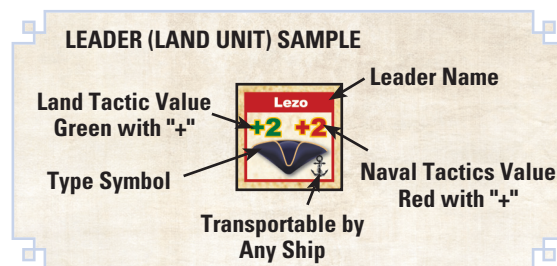 LEADER (LAND UNIT) SAMPLE
Leader Name
Land Tactic Value
Green with "+"
Lezo
+2 +2
Type Symbol
Naval Tactics Value
Red with "+"
Transportable by
Any Ship